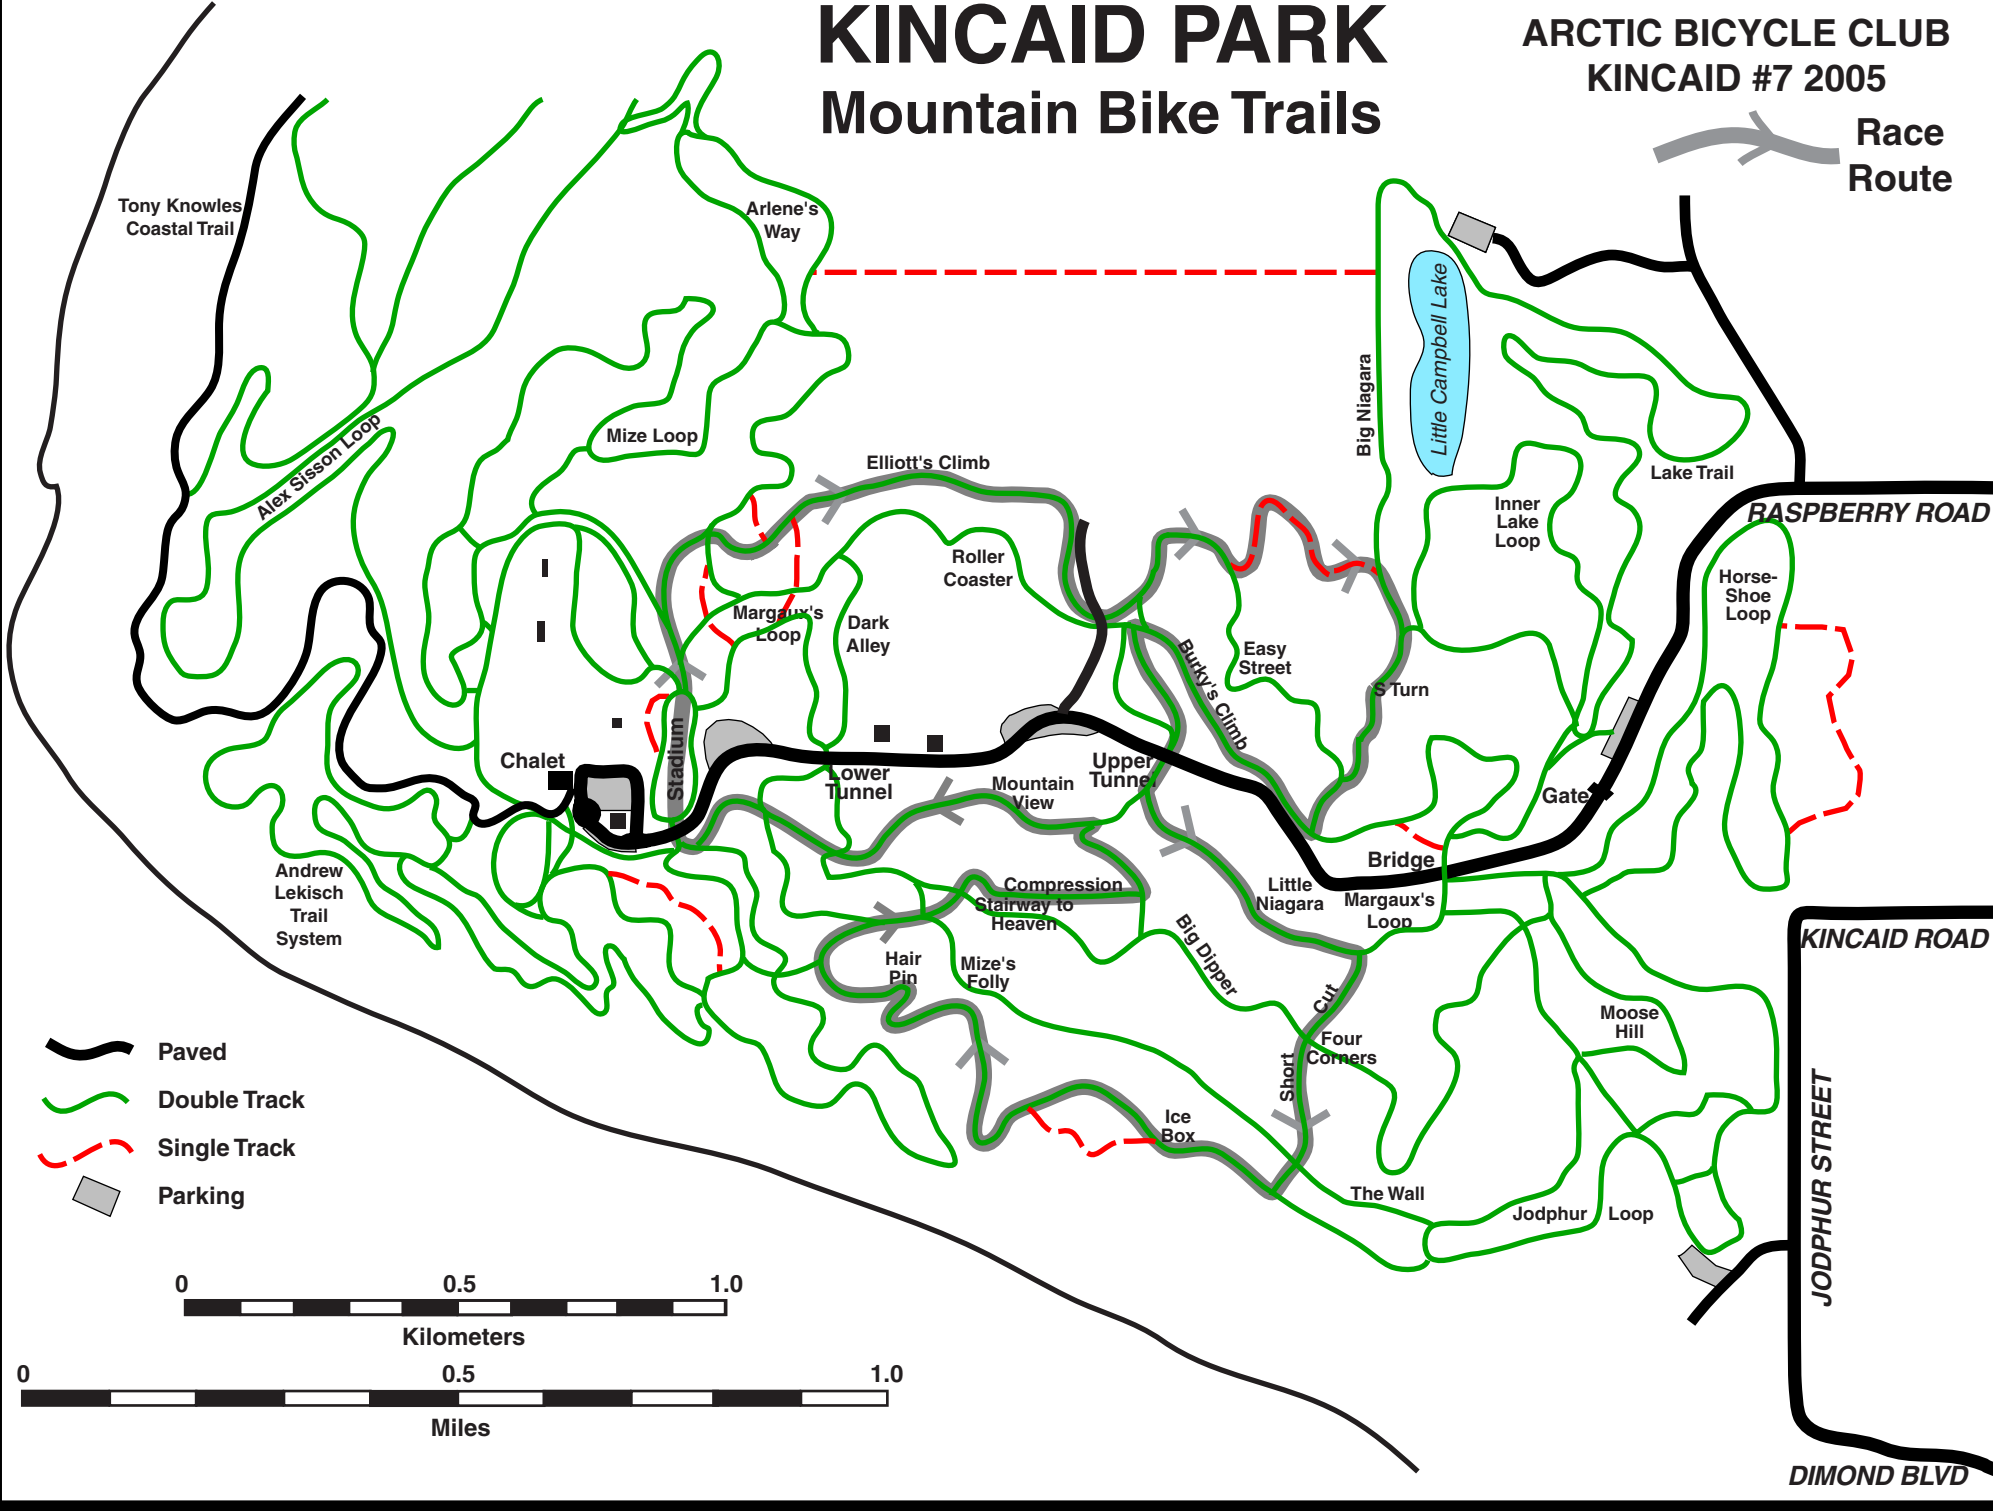 KINCAID PARK
Mountain Bike Trails
ARCTIC BICYCLE CLUB
KINCAID #7 2005
Race
Route
Tony Knowles
Coastal Trail
Arlene's
Way
Little Campbell Lake
Big Niagara
Alex Sisson Loop
Mize Loop
Elliott's Climb
Lake Trail
Inner
Lake
Loop
RASPBERRY ROAD
Roller
Coaster
Horse-
Shoe
Loop
Margaux's
Loop
Dark
Alley
Burky's Climb
Easy
Street
S Turn
Stadium
Chalet
Lower
Tunnel
Mountain
View
Upper
Tunnel
Gate
Bridge
Andrew
Lekisch
Trail
System
Compression
Stairway to
Heaven
Little
Niagara
Margaux's
Loop
Big Dipper
KINCAID ROAD
Hair
Pin
Mize's
Folly
Short
Cut
Four
Corners
Moose
Hill
Ice
Box
The Wall
Jodphur Loop
JODPHUR STREET
DIMOND BLVD
Paved
Double Track
Single Track
Parking
0 0.5 1.0
Kilometers
0 0.5 1.0
Miles